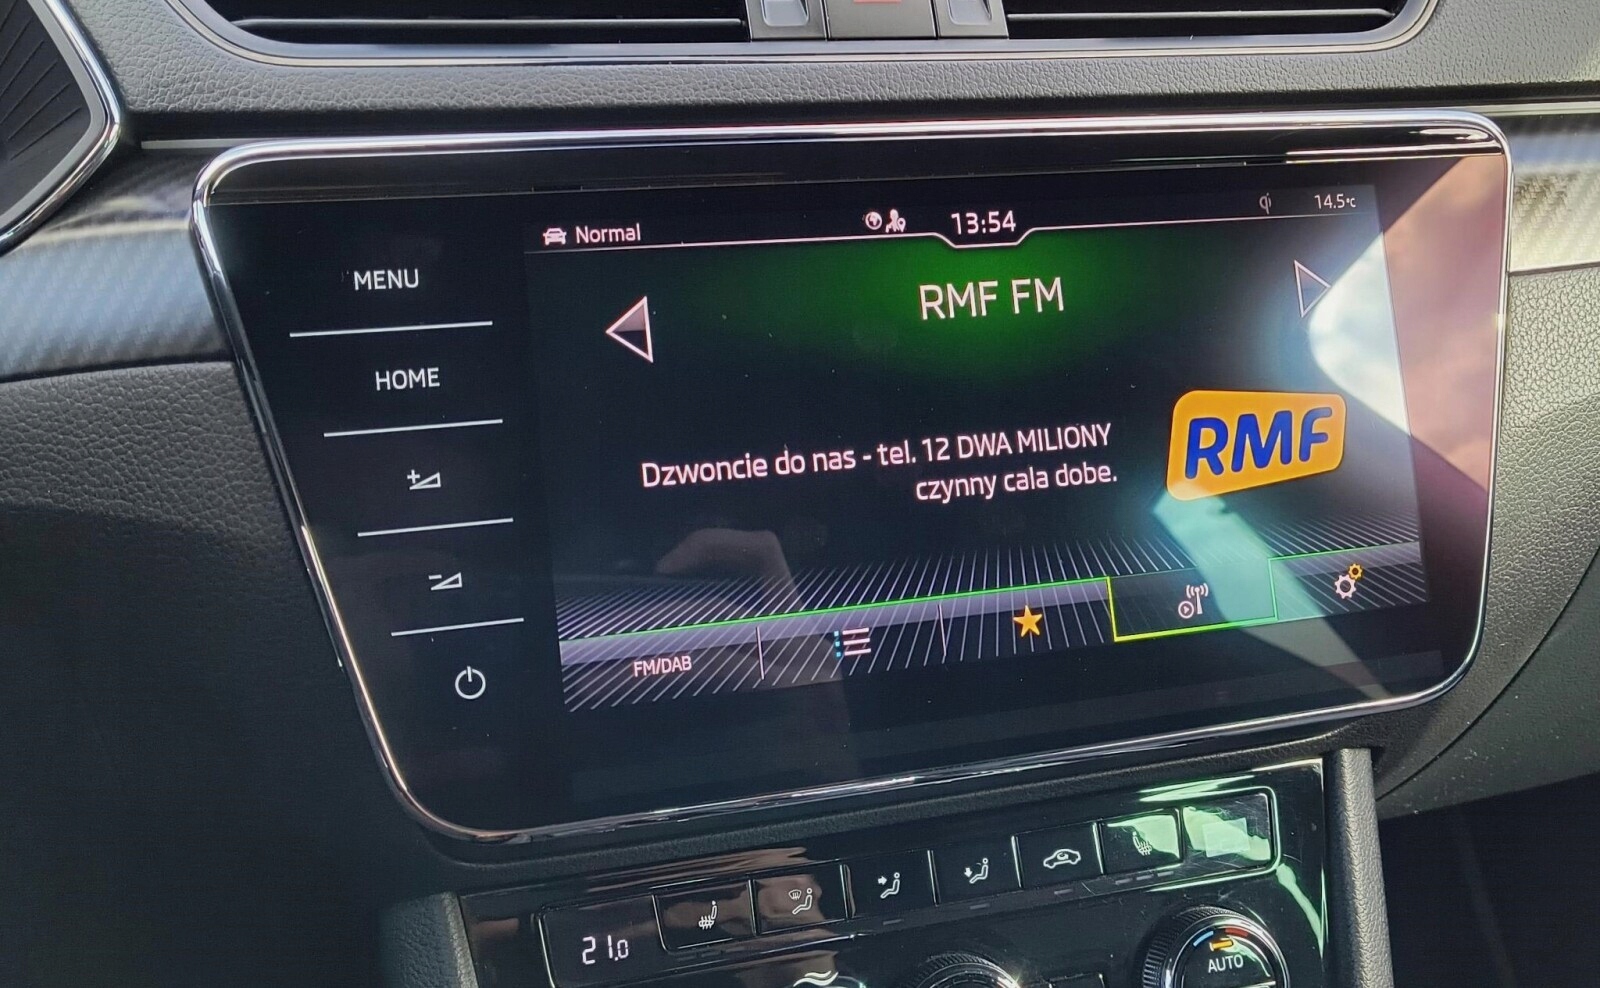 Normal
13:54
14.5°C
MENU
RMF FM
HOME
Dzwoncie do nas - tel. 12 DWA MILIONY
czynny cala dobe.
RMF
FM/DAB
21.0
AUTO